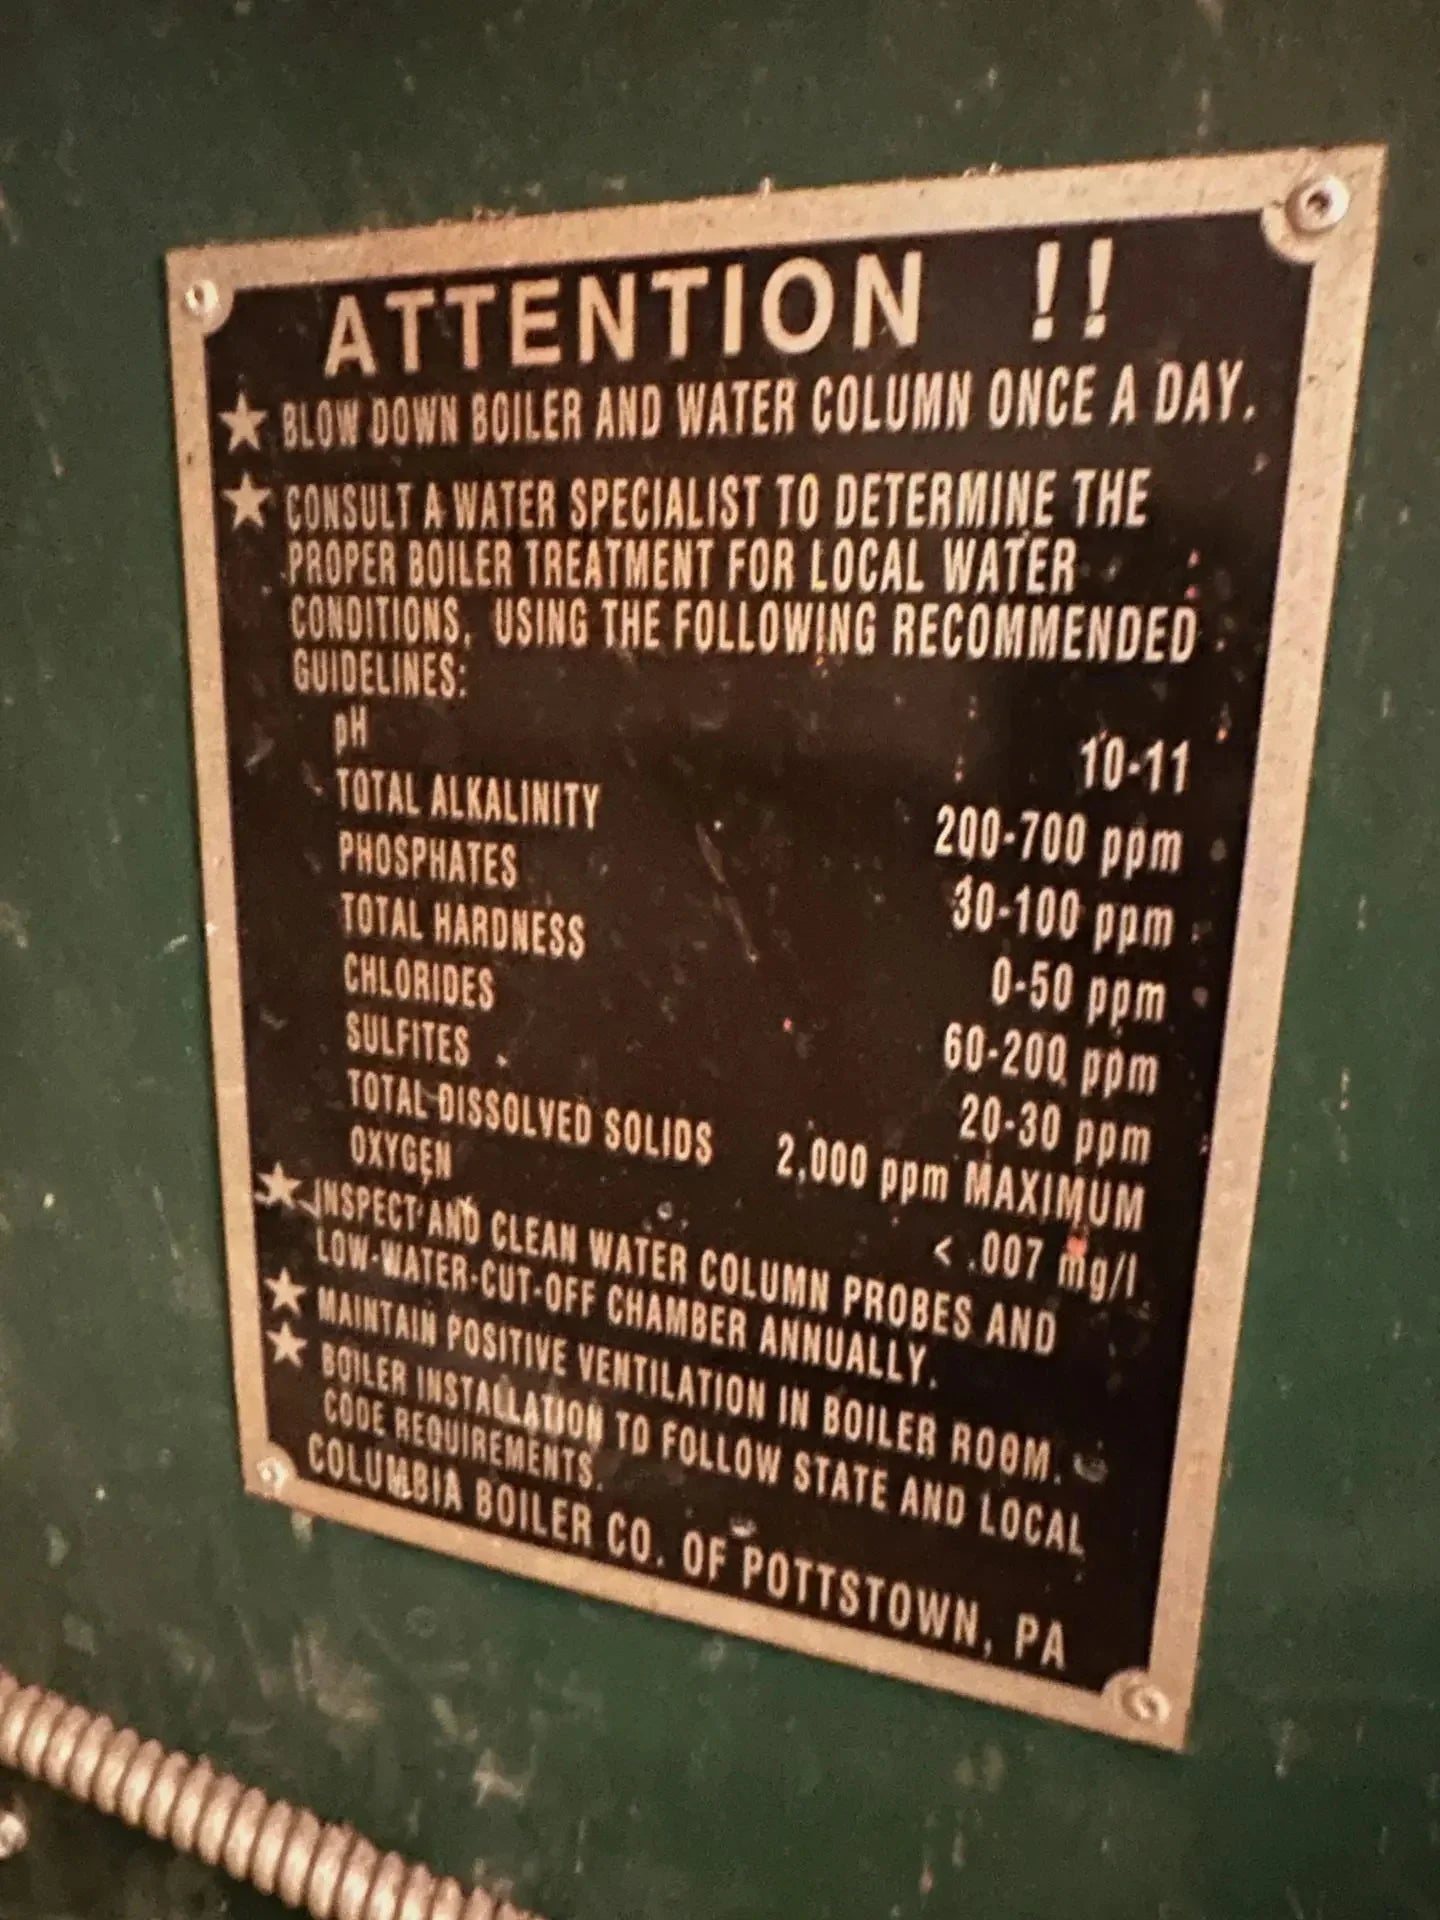 ATTENTION !!
★ BLOW DOWN BOILER AND WATER COLUMN ONCE A DAY.
★ CONSULT A WATER SPECIALIST TO DETERMINE THE
PROPER BOILER TREATMENT FOR LOCAL WATER
CONDITIONS, USING THE FOLLOWING RECOMMENDED
GUIDELINES:
pH 10-11
TOTAL ALKALINITY 200-700 ppm
PHOSPHATES 30-100 ppm
TOTAL HARDNESS 0-50 ppm
CHLORIDES 60-200 ppm
SULFITES 20-30 ppm
TOTAL DISSOLVED SOLIDS 2,000 ppm MAXIMUM
OXYGEN < .007 mg/l
★ INSPECT AND CLEAN WATER COLUMN PROBES AND
LOW-WATER-CUT-OFF CHAMBER ANNUALLY.
★ MAINTAIN POSITIVE VENTILATION IN BOILER ROOM.
★ BOILER INSTALLATION TO FOLLOW STATE AND LOCAL
CODE REQUIREMENTS.
COLUMBIA BOILER CO. OF POTTSTOWN, PA